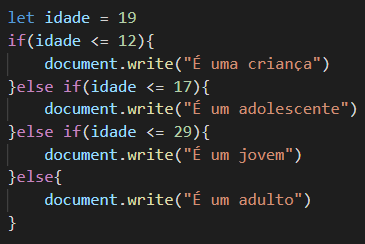 let idade = 19
if(idade <= 12){
    document.write("É uma criança")
}else if(idade <= 17){
    document.write("É um adolescente")
}else if(idade <= 29){
    document.write("É um jovem")
}else{
    document.write("É um adulto")
}